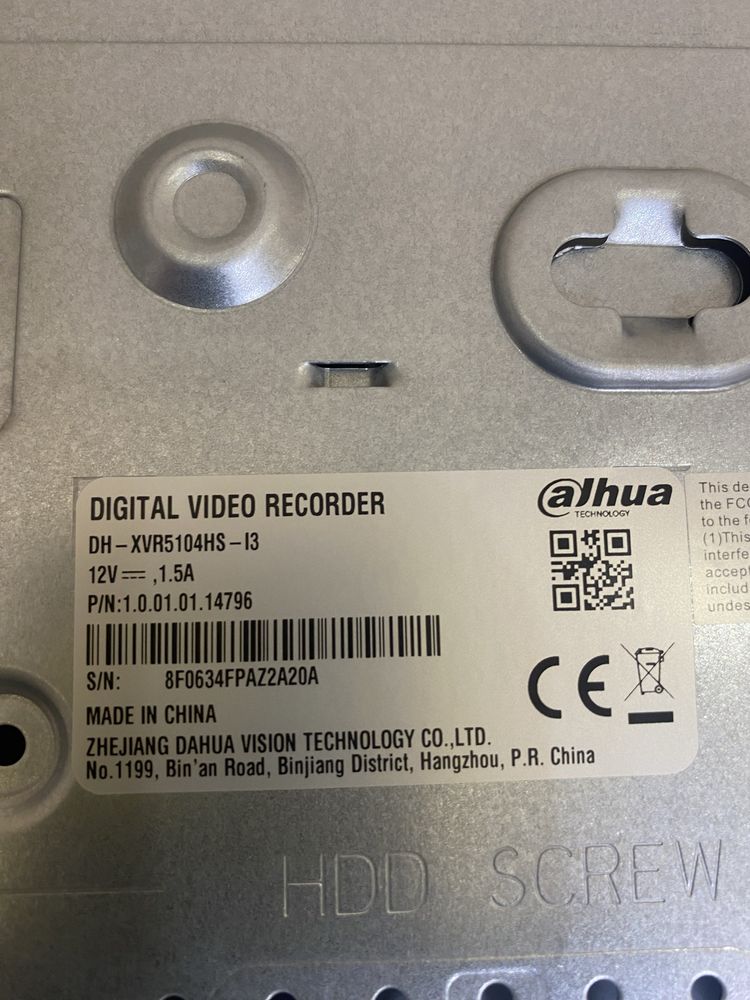 DIGITAL VIDEO RECORDER
alhua
TECHNOLOGY
DH-XVR5104HS-I3
12V⎓,1.5A
P/N:1.0.01.01.14796
S/N: 8F0634FPAZ2A20A
MADE IN CHINA
ZHEJIANG DAHUA VISION TECHNOLOGY CO.,LTD.
No.1199, Bin'an Road, Binjiang District, Hangzhou, P.R. China
CE
This de
the FCC
to the f
(1)This
interfe
accept
includ
undes
HDD SCREW